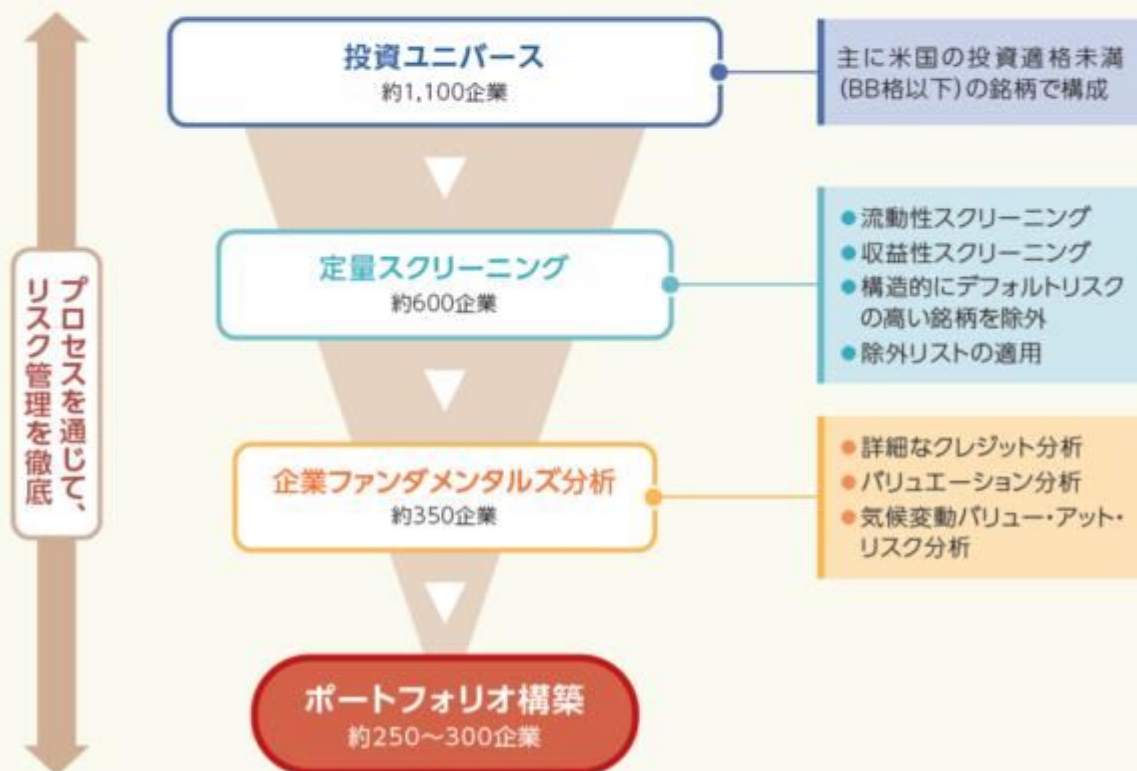 投資ユニバース
約1,100企業
主に米国の投資適格未満
(BB格以下)の銘柄で構成
定量スクリーニング
約600企業
●流動性スクリーニング
●収益性スクリーニング
●構造的にデフォルトリスク
の高い銘柄を除外
●除外リストの適用
プロセスを通じて、
リスク管理を徹底
企業ファンダメンタルズ分析
約350企業
●詳細なクレジット分析
●バリュエーション分析
●気候変動バリュー・アット・
リスク分析
ポートフォリオ構築
約250～300企業